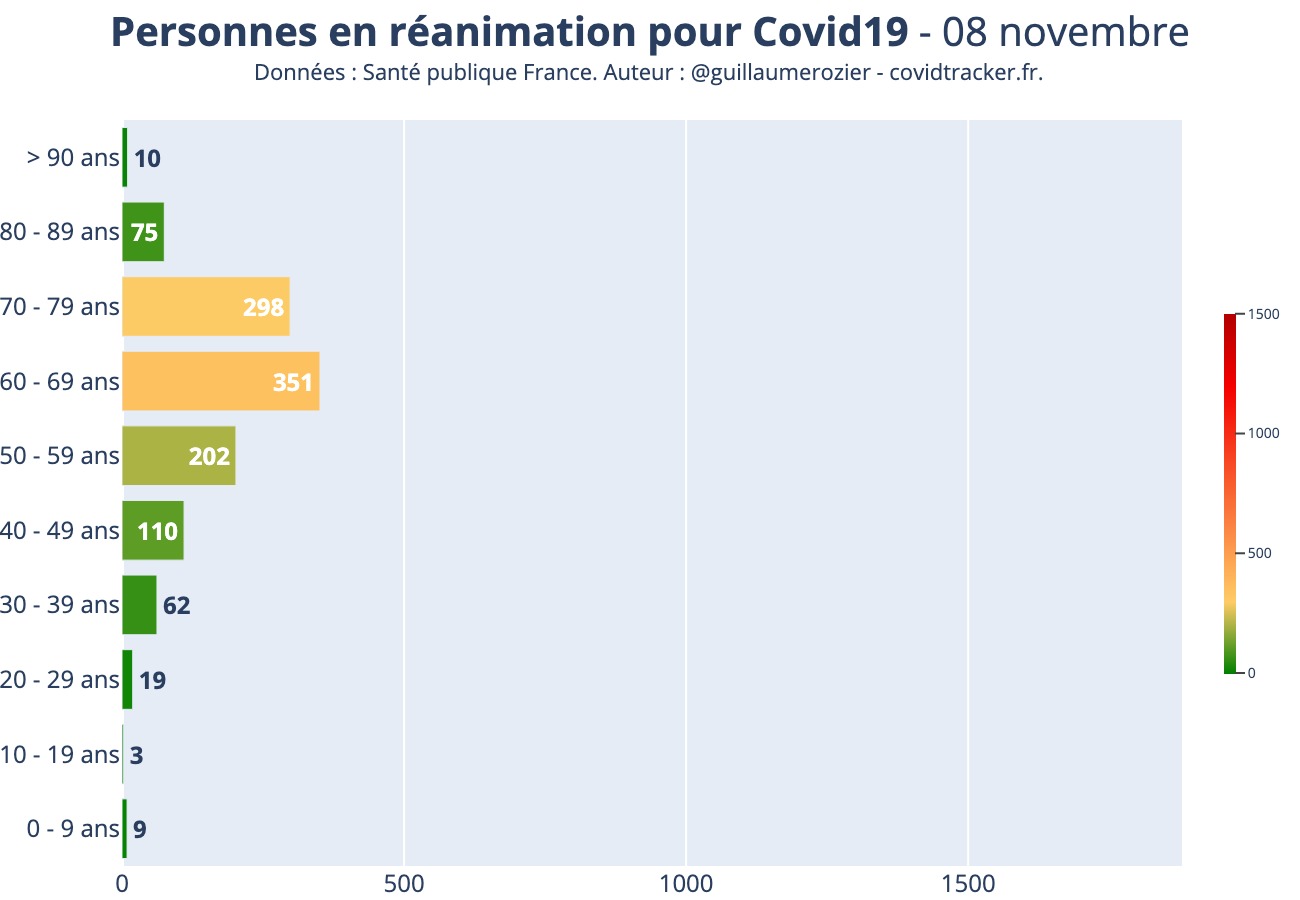 Personnes en réanimation pour Covid19 - 08 novembre
Données : Santé publique France. Auteur : @guillaumerozier - covidtracker.fr.
> 90 ans 10
80 - 89 ans 75
70 - 79 ans 298
60 - 69 ans 351
50 - 59 ans 202
40 - 49 ans 110
30 - 39 ans 62
20 - 29 ans 19
10 - 19 ans 3
0 - 9 ans 9
0 500 1000 1500
1500
1000
500
0